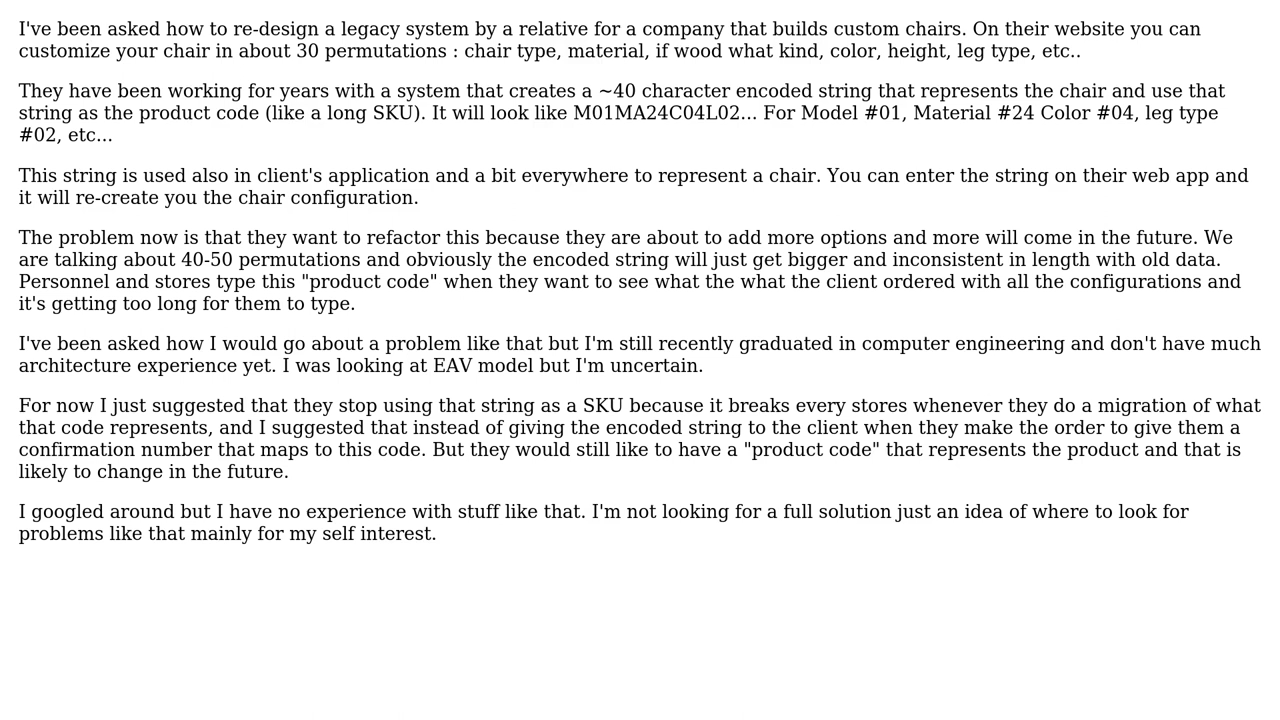 I've been asked how to re-design a legacy system by a relative for a company that builds custom chairs. On their website you can
customize your chair in about 30 permutations : chair type, material, if wood what kind, color, height, leg type, etc..
They have been working for years with a system that creates a ~40 character encoded string that represents the chair and use that
string as the product code (like a long SKU). It will look like M01MA24C04L02... For Model #01, Material #24 Color #04, leg type
#02, etc...
This string is used also in client's application and a bit everywhere to represent a chair. You can enter the string on their web app and
it will re-create you the chair configuration.
The problem now is that they want to refactor this because they are about to add more options and more will come in the future. We
are talking about 40-50 permutations and obviously the encoded string will just get bigger and inconsistent in length with old data.
Personnel and stores type this "product code" when they want to see what the what the client ordered with all the configurations and
it's getting too long for them to type.
I've been asked how I would go about a problem like that but I'm still recently graduated in computer engineering and don't have much
architecture experience yet. I was looking at EAV model but I'm uncertain.
For now I just suggested that they stop using that string as a SKU because it breaks every stores whenever they do a migration of what
that code represents, and I suggested that instead of giving the encoded string to the client when they make the order to give them a
confirmation number that maps to this code. But they would still like to have a "product code" that represents the product and that is
likely to change in the future.
I googled around but I have no experience with stuff like that. I'm not looking for a full solution just an idea of where to look for
problems like that mainly for my self interest.